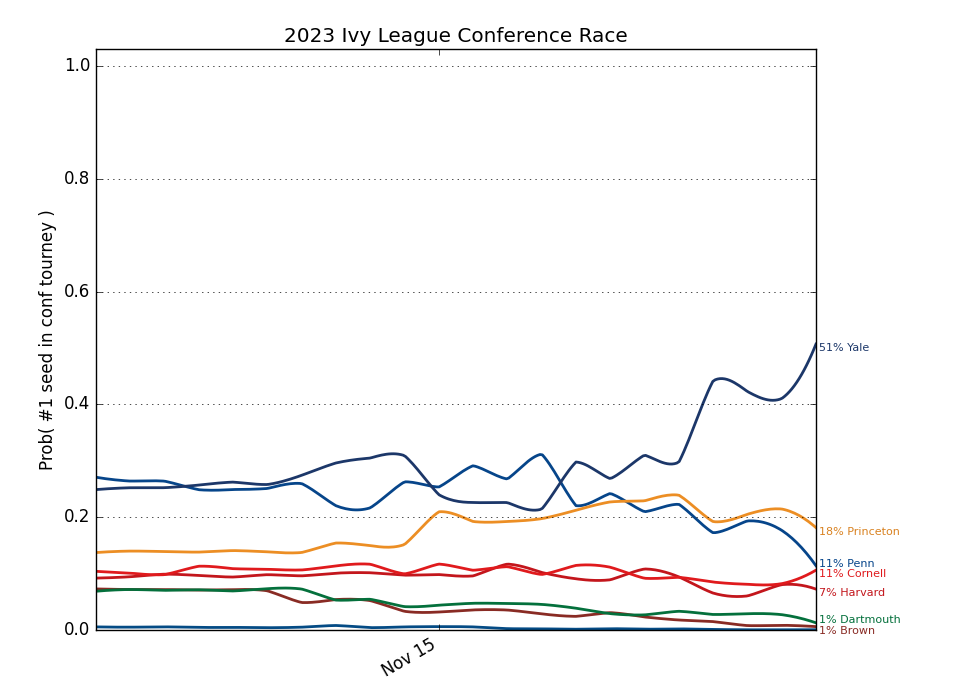 2023 Ivy League Conference Race
Prob( #1 seed in conf tourney )
1.0
0.8
0.6
0.4
0.2
0.0
Nov 15
51% Yale
18% Princeton
11% Penn
11% Cornell
7% Harvard
1% Dartmouth
1% Brown